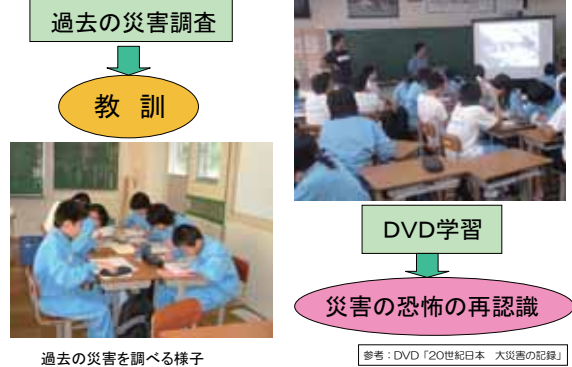 過去の災害調査
教 訓
過去の災害を調べる様子
DVD学習
災害の恐怖の再認識
参考:DVD「20世紀日本 大災害の記録」